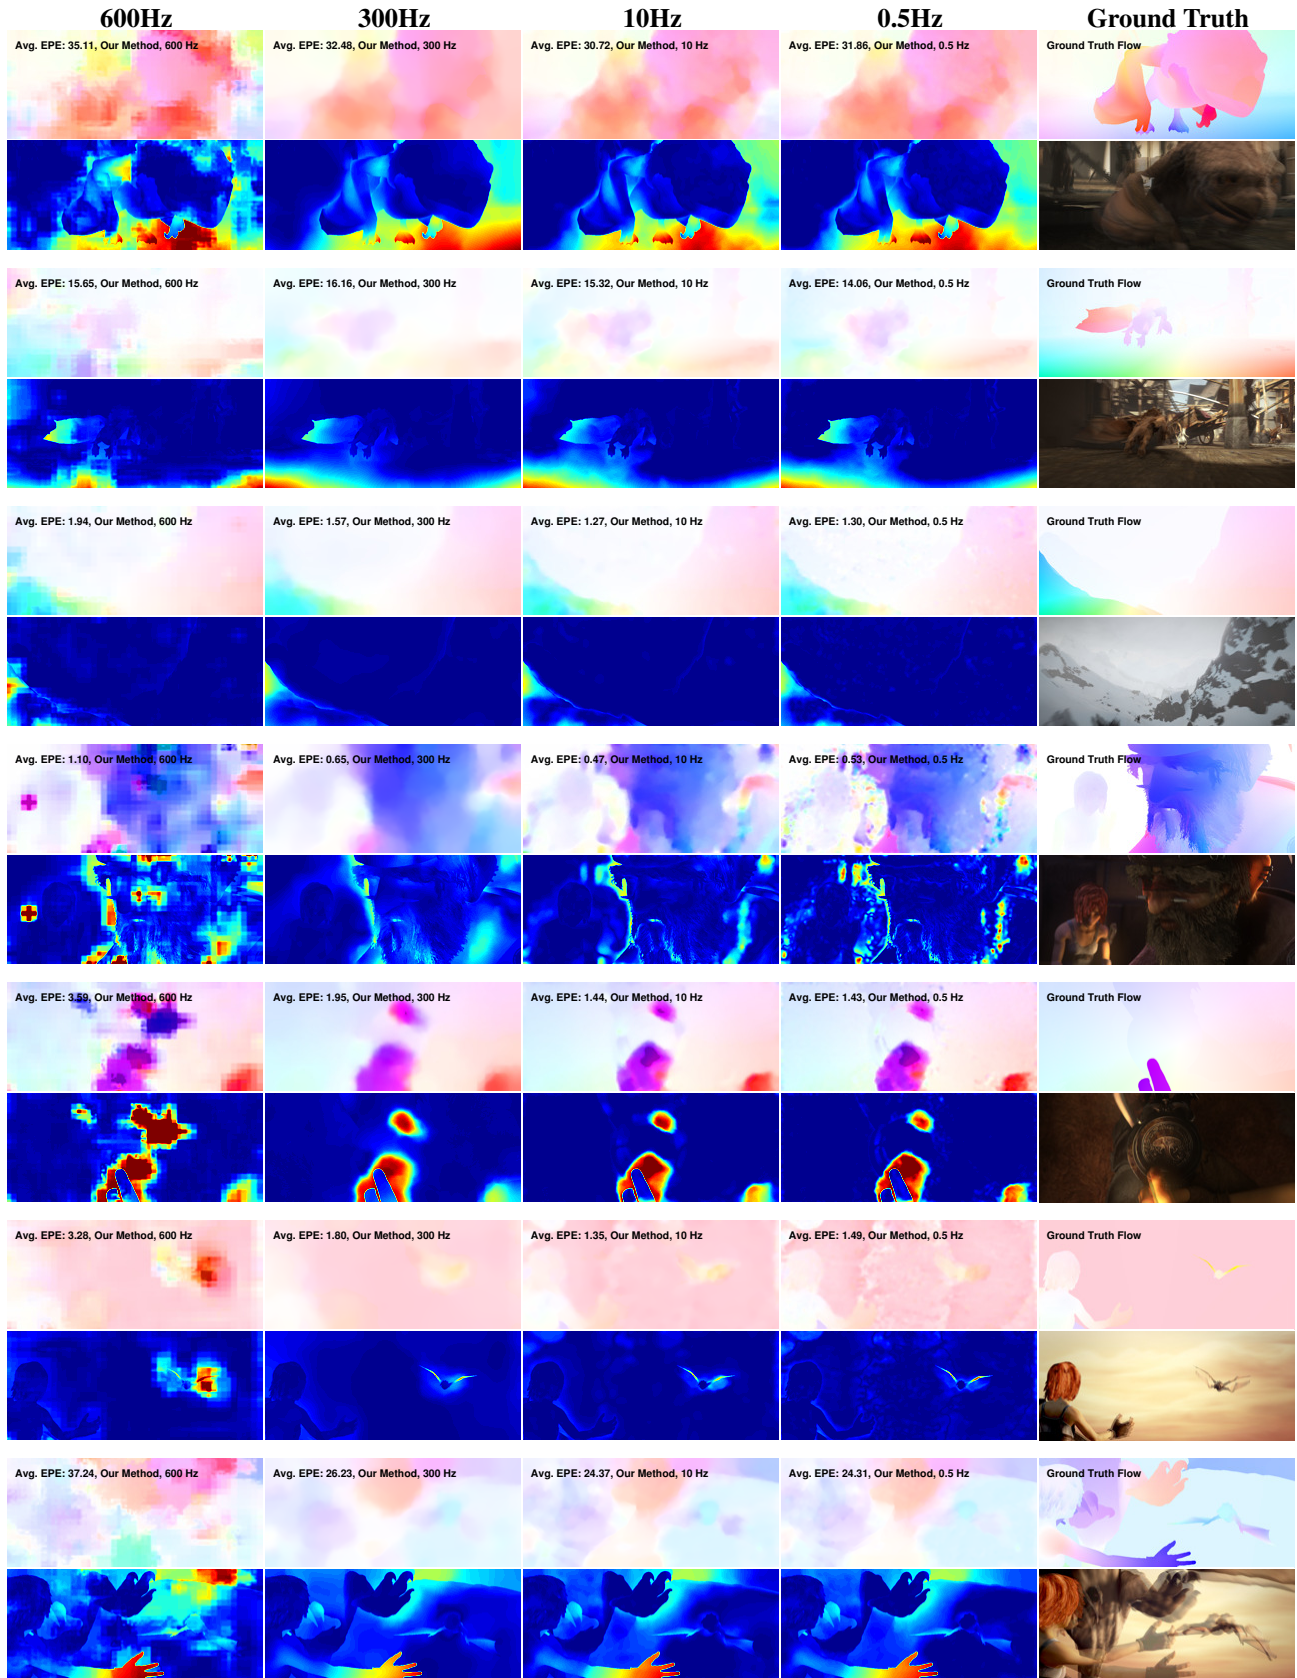 600Hz 300Hz 10Hz 0.5Hz Ground Truth
Avg. EPE: 35.11, Our Method, 600 Hz Avg. EPE: 32.48, Our Method, 300 Hz Avg. EPE: 30.72, Our Method, 10 Hz Avg. EPE: 31.86, Our Method, 0.5 Hz Ground Truth Flow
Avg. EPE: 15.65, Our Method, 600 Hz Avg. EPE: 16.16, Our Method, 300 Hz Avg. EPE: 15.32, Our Method, 10 Hz Avg. EPE: 14.06, Our Method, 0.5 Hz Ground Truth Flow
Avg. EPE: 1.94, Our Method, 600 Hz Avg. EPE: 1.57, Our Method, 300 Hz Avg. EPE: 1.27, Our Method, 10 Hz Avg. EPE: 1.30, Our Method, 0.5 Hz Ground Truth Flow
Avg. EPE: 1.10, Our Method, 600 Hz Avg. EPE: 0.65, Our Method, 300 Hz Avg. EPE: 0.47, Our Method, 10 Hz Avg. EPE: 0.53, Our Method, 0.5 Hz Ground Truth Flow
Avg. EPE: 3.59, Our Method, 600 Hz Avg. EPE: 1.95, Our Method, 300 Hz Avg. EPE: 1.44, Our Method, 10 Hz Avg. EPE: 1.43, Our Method, 0.5 Hz Ground Truth Flow
Avg. EPE: 3.28, Our Method, 600 Hz Avg. EPE: 1.80, Our Method, 300 Hz Avg. EPE: 1.35, Our Method, 10 Hz Avg. EPE: 1.49, Our Method, 0.5 Hz Ground Truth Flow
Avg. EPE: 37.24, Our Method, 600 Hz Avg. EPE: 26.23, Our Method, 300 Hz Avg. EPE: 24.37, Our Method, 10 Hz Avg. EPE: 24.31, Our Method, 0.5 Hz Ground Truth Flow